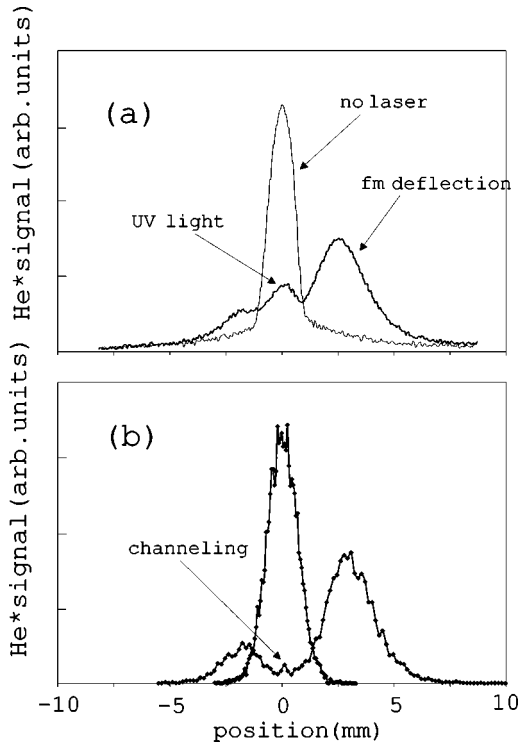 (a)
no laser
fm deflection
UV light
He*signal(arb.units)
(b)
channeling
He*signal(arb.units)
-10 -5 0 5 10
position(mm)